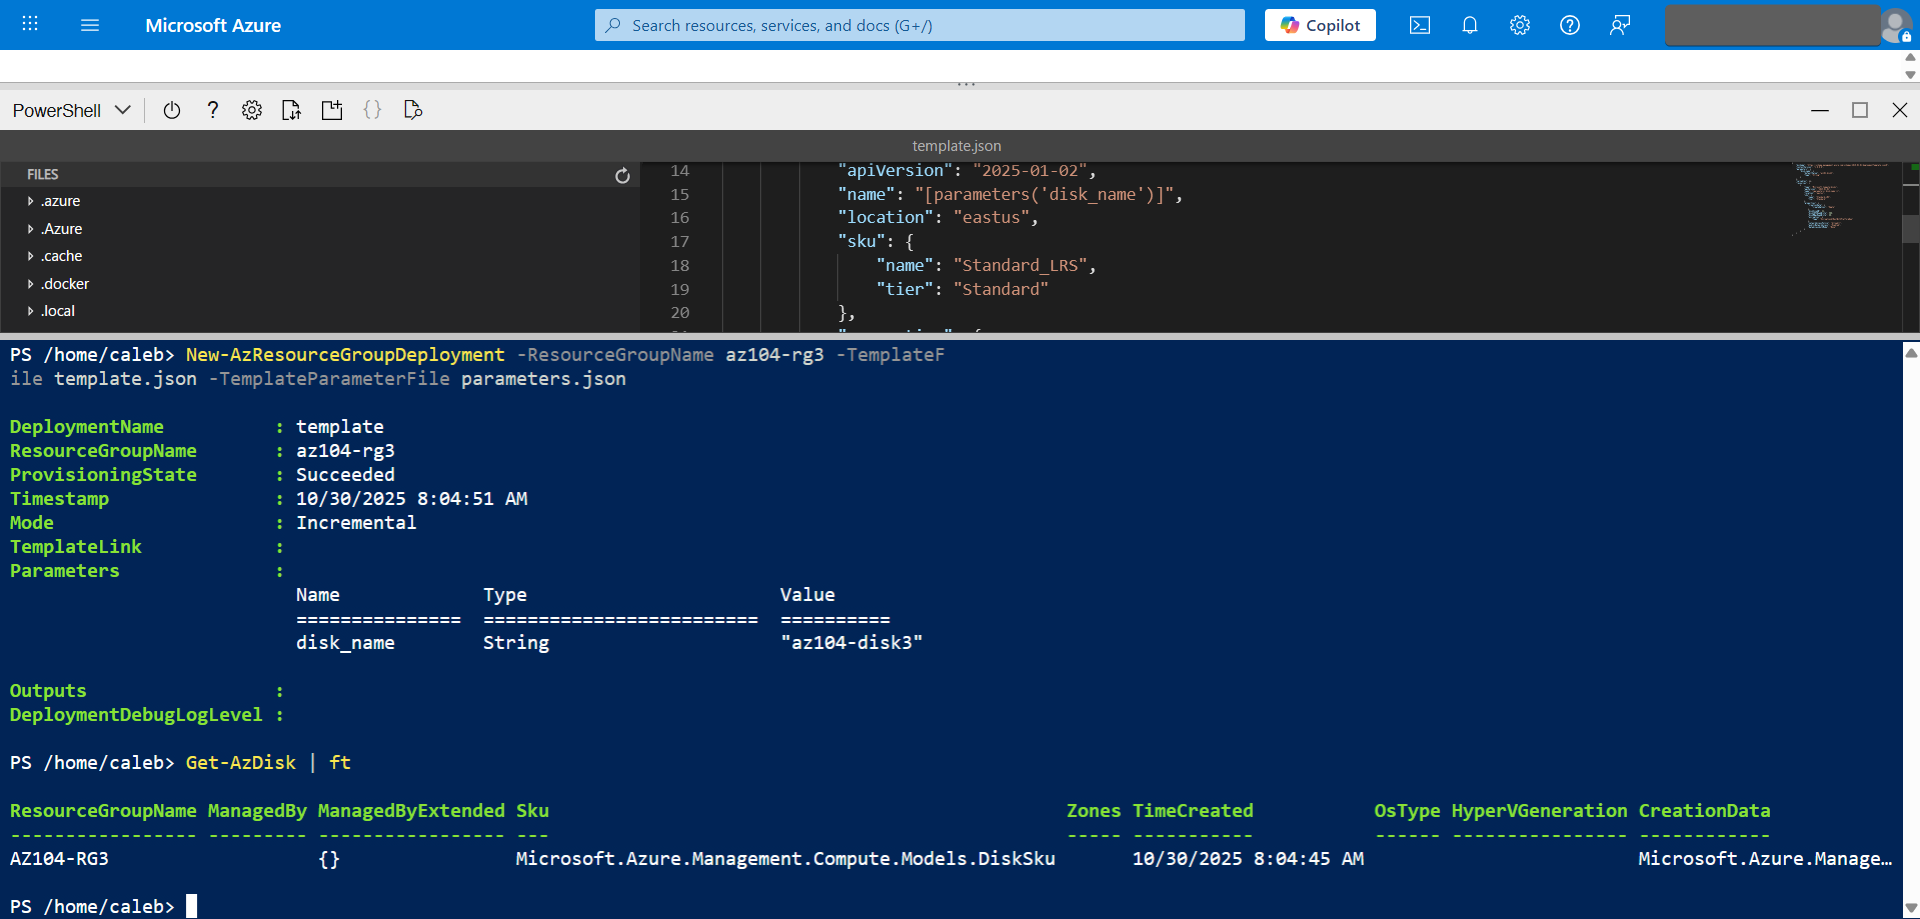 Microsoft Azure
Search resources, services, and docs (G+/)
Copilot
PowerShell
template.json
FILES
.azure
.Azure
.cache
.docker
.local
14 "apiVersion": "2025-01-02",
15 "name": "[parameters('disk_name')]",
16 "location": "eastus",
17 "sku": {
18 "name": "Standard_LRS",
19 "tier": "Standard"
20 },
PS /home/caleb> New-AzResourceGroupDeployment -ResourceGroupName az104-rg3 -TemplateF
ile template.json -TemplateParameterFile parameters.json
DeploymentName : template
ResourceGroupName : az104-rg3
ProvisioningState : Succeeded
Timestamp : 10/30/2025 8:04:51 AM
Mode : Incremental
TemplateLink :
Parameters :
Name Type Value
=============== ========================= ==========
disk_name String "az104-disk3"
Outputs :
DeploymentDebugLogLevel :
PS /home/caleb> Get-AzDisk | ft
ResourceGroupName ManagedBy ManagedByExtended Sku Zones TimeCreated OsType HyperVGeneration CreationData
----------------- --------- ----------------- --- ----- ----------- ------ ---------------- ------------
AZ104-RG3 {} Microsoft.Azure.Management.Compute.Models.DiskSku 10/30/2025 8:04:45 AM Microsoft.Azure.Manage…
PS /home/caleb>